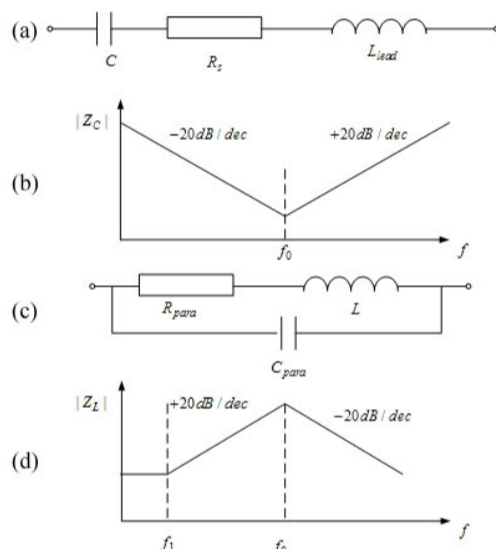 (a)
C
R_s
L_lead
|Z_C|
−20dB / dec
+20dB / dec
(b)
f_0
f
R_para
L
(c)
C_para
|Z_L|
+20dB / dec
−20dB / dec
(d)
f_1
f